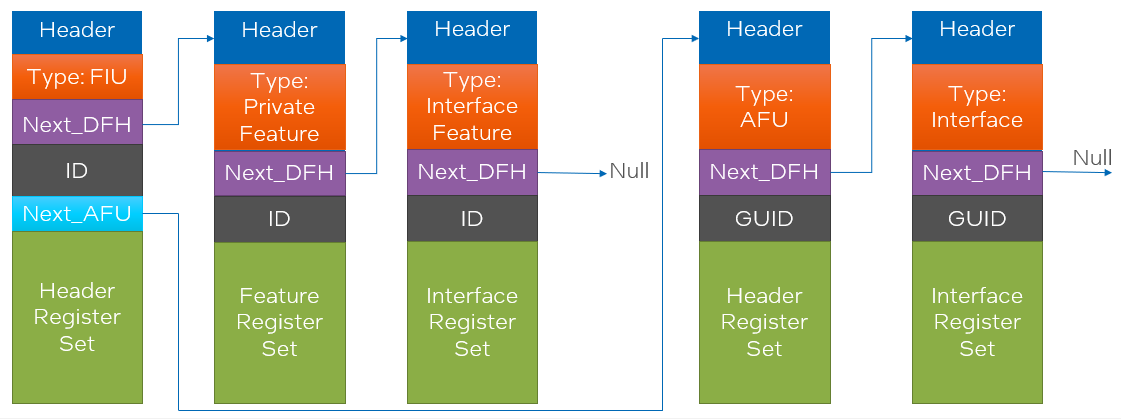 Header
Type: FIU
Next_DFH
ID
Next_AFU
Header
Register
Set
Header
Type:
Private
Feature
Next_DFH
ID
Feature
Register
Set
Header
Type:
Interface
Feature
Next_DFH
ID
Interface
Register
Set
Null
Header
Type:
AFU
Next_DFH
GUID
Header
Register
Set
Header
Type:
Interface
Next_DFH
GUID
Interface
Register
Set
Null